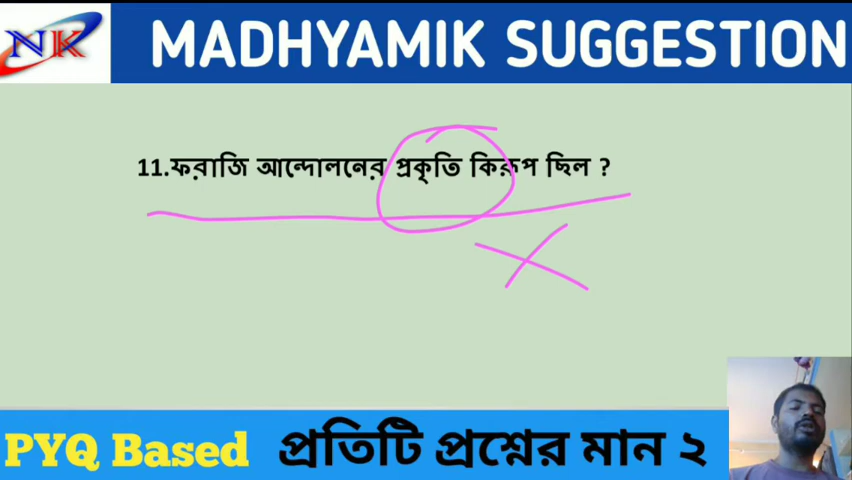 NK
MADHYAMIK SUGGESTION
11.ফরাজি আন্দোলনের প্রকৃতি কিরূপ ছিল ?
PYQ Based প্রতিটি প্রশ্নের মান ২